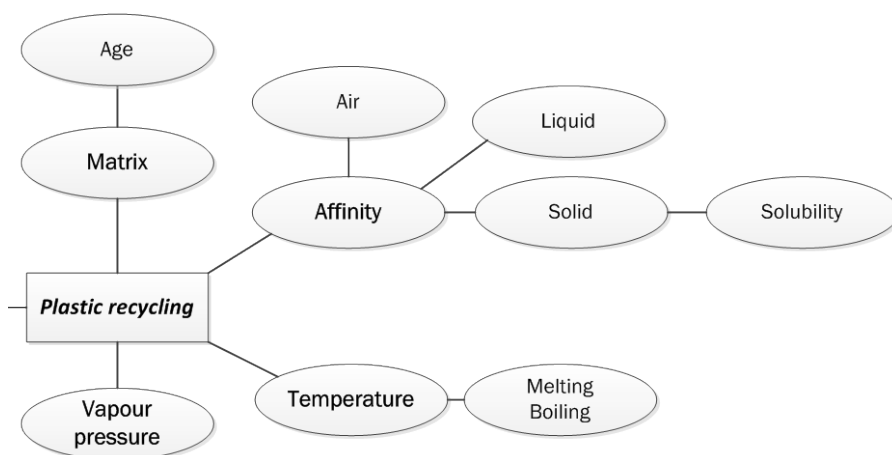 Age
Air
Liquid
Matrix
Affinity
Solid
Solubility
Plastic recycling
Temperature
Melting
Boiling
Vapour
pressure